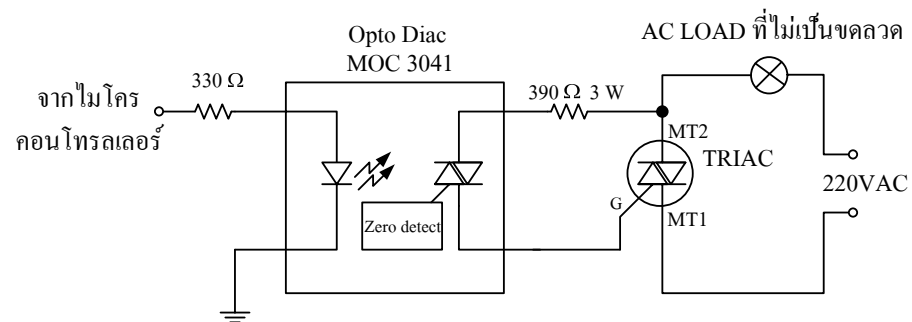 Opto Diac
MOC 3041
AC LOAD ที่ไม่เป็นขดลวด
330 Ω
390 Ω 3 W
จากไมโคร
คอนโทรลเลอร์
MT2
TRIAC
220VAC
G
MT1
Zero detect